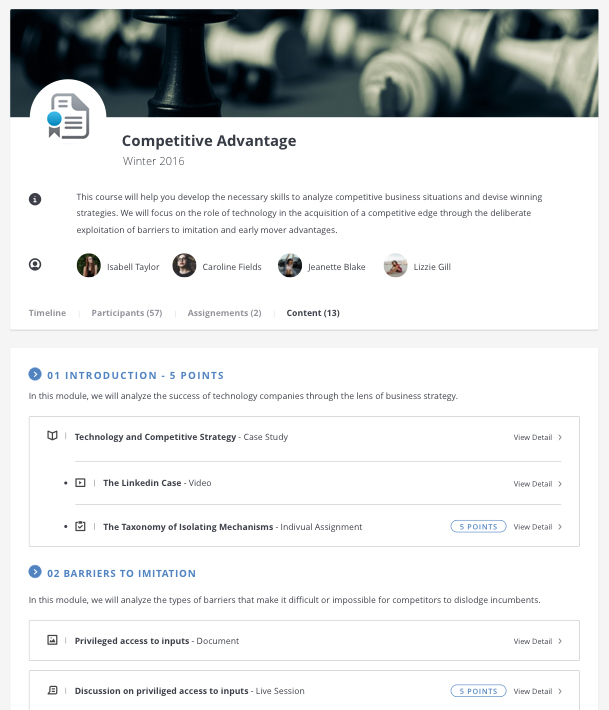 Competitive Advantage
Winter 2016
This course will help you develop the necessary skills to analyze competitive business situations and devise winning
strategies. We will focus on the role of technology in the acquisition of a competitive edge through the deliberate
exploitation of barriers to imitation and early mover advantages.
Isabell Taylor Caroline Fields Jeanette Blake Lizzie Gill
Timeline | Participants (57) | Assignements (2) | Content (13)
01 INTRODUCTION - 5 POINTS
In this module, we will analyze the success of technology companies through the lens of business strategy.
Technology and Competitive Strategy - Case Study View Detail
The Linkedin Case - Video View Detail
The Taxonomy of Isolating Mechanisms - Indivual Assignment 5 POINTS View Detail
02 BARRIERS TO IMITATION
In this module, we will analyze the types of barriers that make it difficult or impossible for competitors to dislodge incumbents.
Privileged access to inputs - Document View Detail
Discussion on priviliged access to inputs - Live Session 5 POINTS View Detail